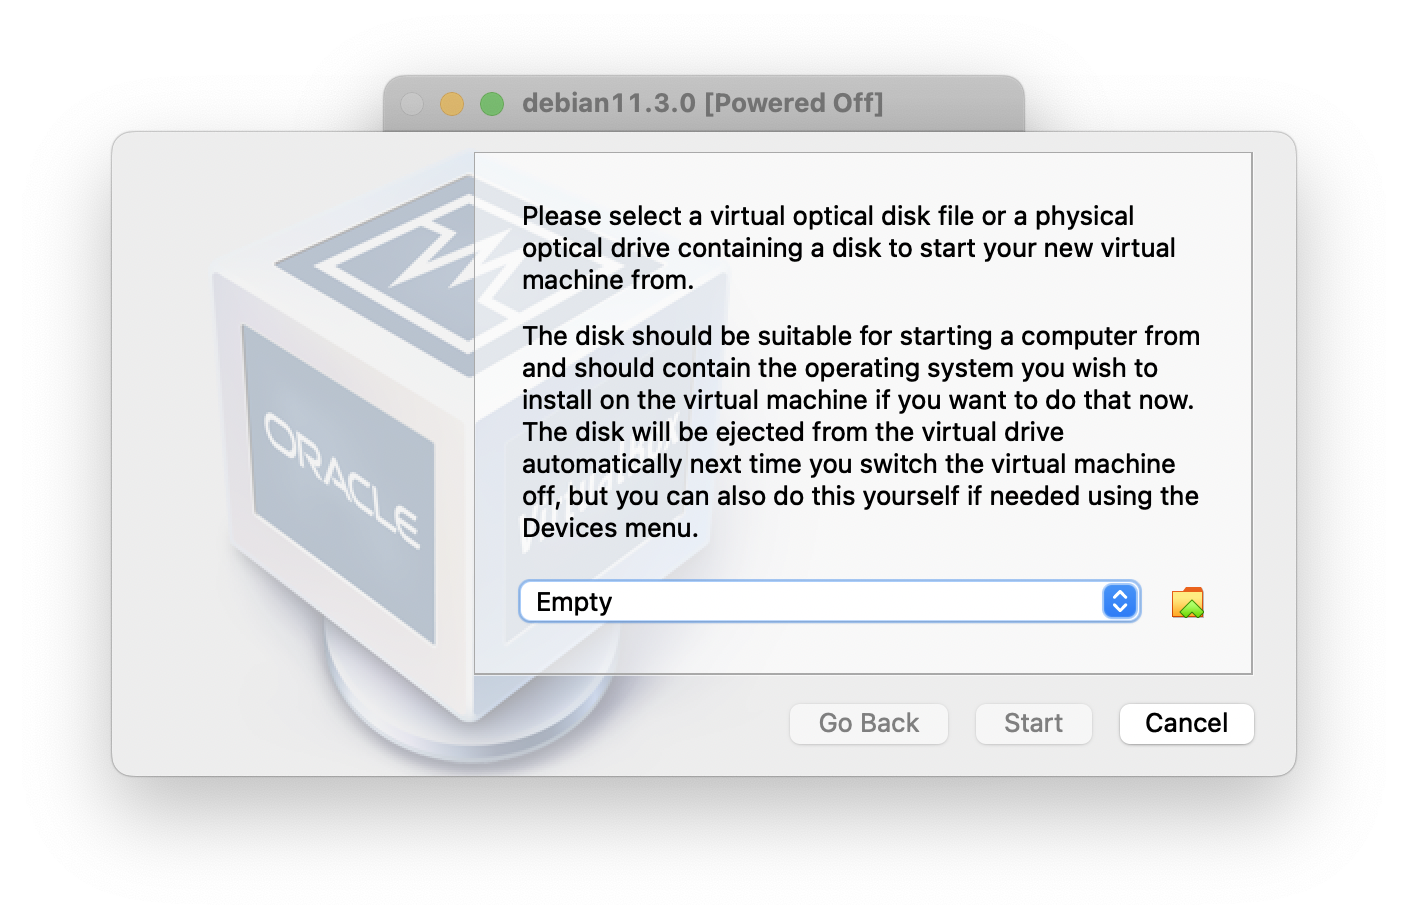 debian11.3.0 [Powered Off]
Please select a virtual optical disk file or a physical
optical drive containing a disk to start your new virtual
machine from.
The disk should be suitable for starting a computer from
and should contain the operating system you wish to
install on the virtual machine if you want to do that now.
The disk will be ejected from the virtual drive
automatically next time you switch the virtual machine
off, but you can also do this yourself if needed using the
Devices menu.
ORACLE
VirtualBox
Empty
Go Back
Start
Cancel